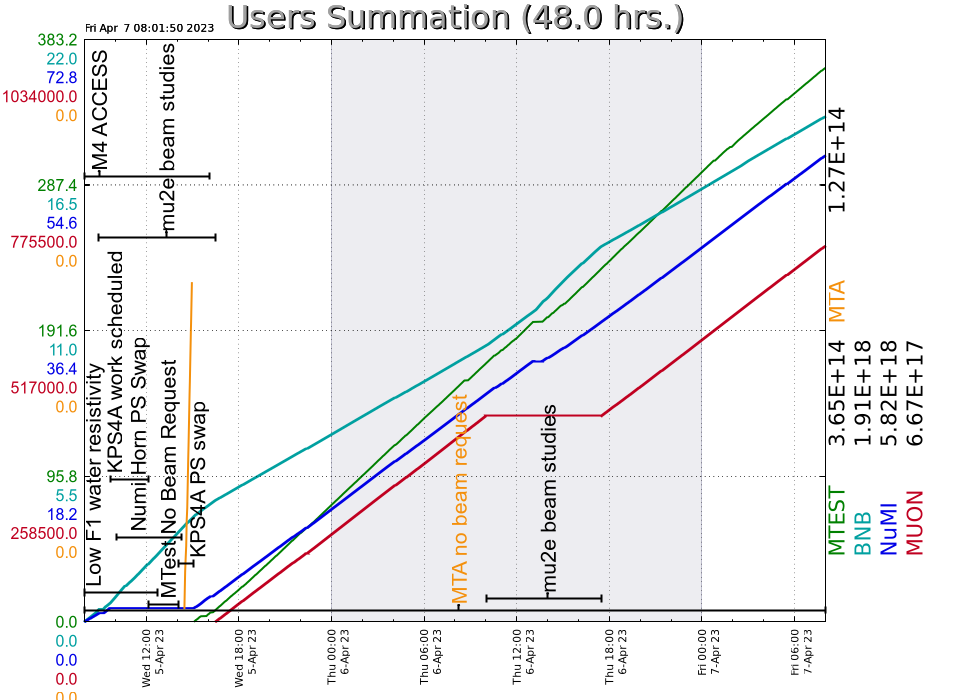 Users Summation (48.0 hrs.)
Fri Apr 7 08:01:50 2023
383.2
22.0
72.8
1034000.0
0.0
287.4
16.5
54.6
775500.0
0.0
191.6
11.0
36.4
517000.0
0.0
95.8
5.5
18.2
258500.0
0.0
0.0
0.0
0.0
0.0
0.0
M4 ACCESS
mu2e beam studies
Low F1 water resistivity
KPS4A work scheduled
Numi Horn PS Swap
MTest No Beam Request
KPS4A PS swap
MTA no beam request
mu2e beam studies
Wed 12:00
5-Apr 23
Wed 18:00
5-Apr 23
Thu 00:00
6-Apr 23
Thu 06:00
6-Apr 23
Thu 12:00
6-Apr 23
Thu 18:00
6-Apr 23
Fri 00:00
7-Apr 23
Fri 06:00
7-Apr 23
MTEST 3.65E+14 MTA 1.27E+14
BNB 1.91E+18
NuMI 5.82E+18
MUON 6.67E+17